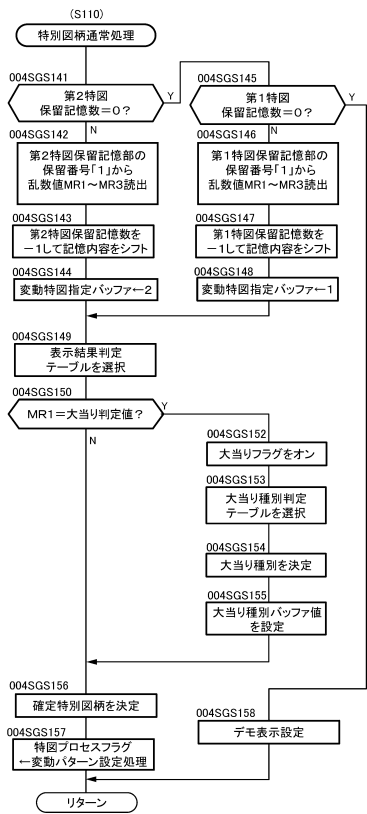 (S110)
特別図柄通常処理
004SGS141
第2特図
保留記憶数=0?
Y
N
004SGS142
第2特図保留記憶部の
保留番号「1」から
乱数値MR1～MR3読出
004SGS143
第2特図保留記憶数を
-1して記憶内容をシフト
004SGS144
変動特図指定バッファ←2
004SGS145
第1特図
保留記憶数=0?
Y
N
004SGS146
第1特図保留記憶部の
保留番号「1」から
乱数値MR1～MR3読出
004SGS147
第1特図保留記憶数を
-1して記憶内容をシフト
004SGS148
変動特図指定バッファ←1
004SGS149
表示結果判定
テーブルを選択
004SGS150
MR1=大当り判定値?
Y
N
004SGS152
大当りフラグをオン
004SGS153
大当り種別判定
テーブルを選択
004SGS154
大当り種別を決定
004SGS155
大当り種別バッファ値
を設定
004SGS156
確定特別図柄を決定
004SGS157
特図プロセスフラグ
←変動パターン設定処理
004SGS158
デモ表示設定
リターン